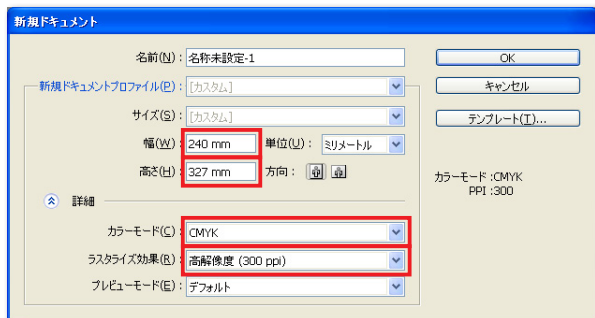 新規ドキュメント
名前(N)： 名称未設定-1
OK
新規ドキュメントプロファイル(P)： [カスタム]
キャンセル
サイズ(S)： [カスタム]
テンプレート(T)...
幅(W)： 240 mm 単位(U)： ミリメートル
高さ(H)： 327 mm 方向：
カラーモード :CMYK
PPI :300
詳細
カラーモード(C)： CMYK
ラスタライズ効果(R)： 高解像度 (300 ppi)
プレビューモード(E)： デフォルト